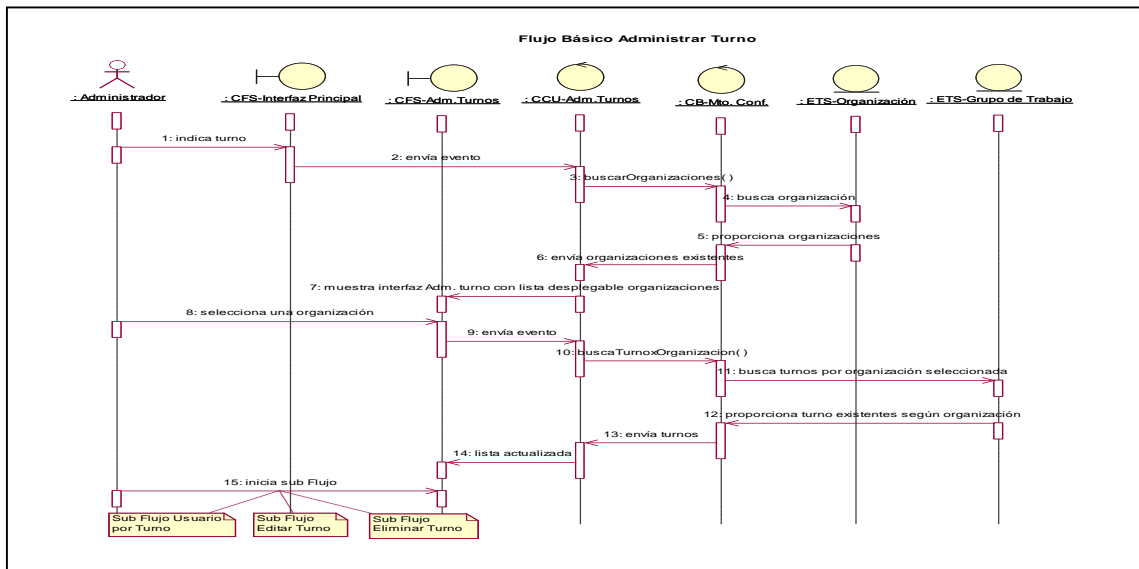 Flujo Básico Administrar Turno
: Administrador
: CFS-Interfaz Principal
: CFS-Adm.Turnos
: CCU-Adm.Turnos
: CB-Mto. Conf.
: ETS-Organización
: ETS-Grupo de Trabajo
1: indica turno
2: envía evento
3: buscarOrganizaciones( )
4: busca organización
5: proporciona organizaciones
6: envía organizaciones existentes
7: muestra interfaz Adm. turno con lista desplegable organizaciones
8: selecciona una organización
9: envía evento
10: buscaTurnoxOrganizacion( )
11: busca turnos por organización seleccionada
12: proporciona turno existentes según organización
13: envía turnos
14: lista actualizada
15: inicia sub Flujo
Sub Flujo Usuario
por Turno
Sub Flujo
Editar Turno
Sub Flujo
Eliminar Turno